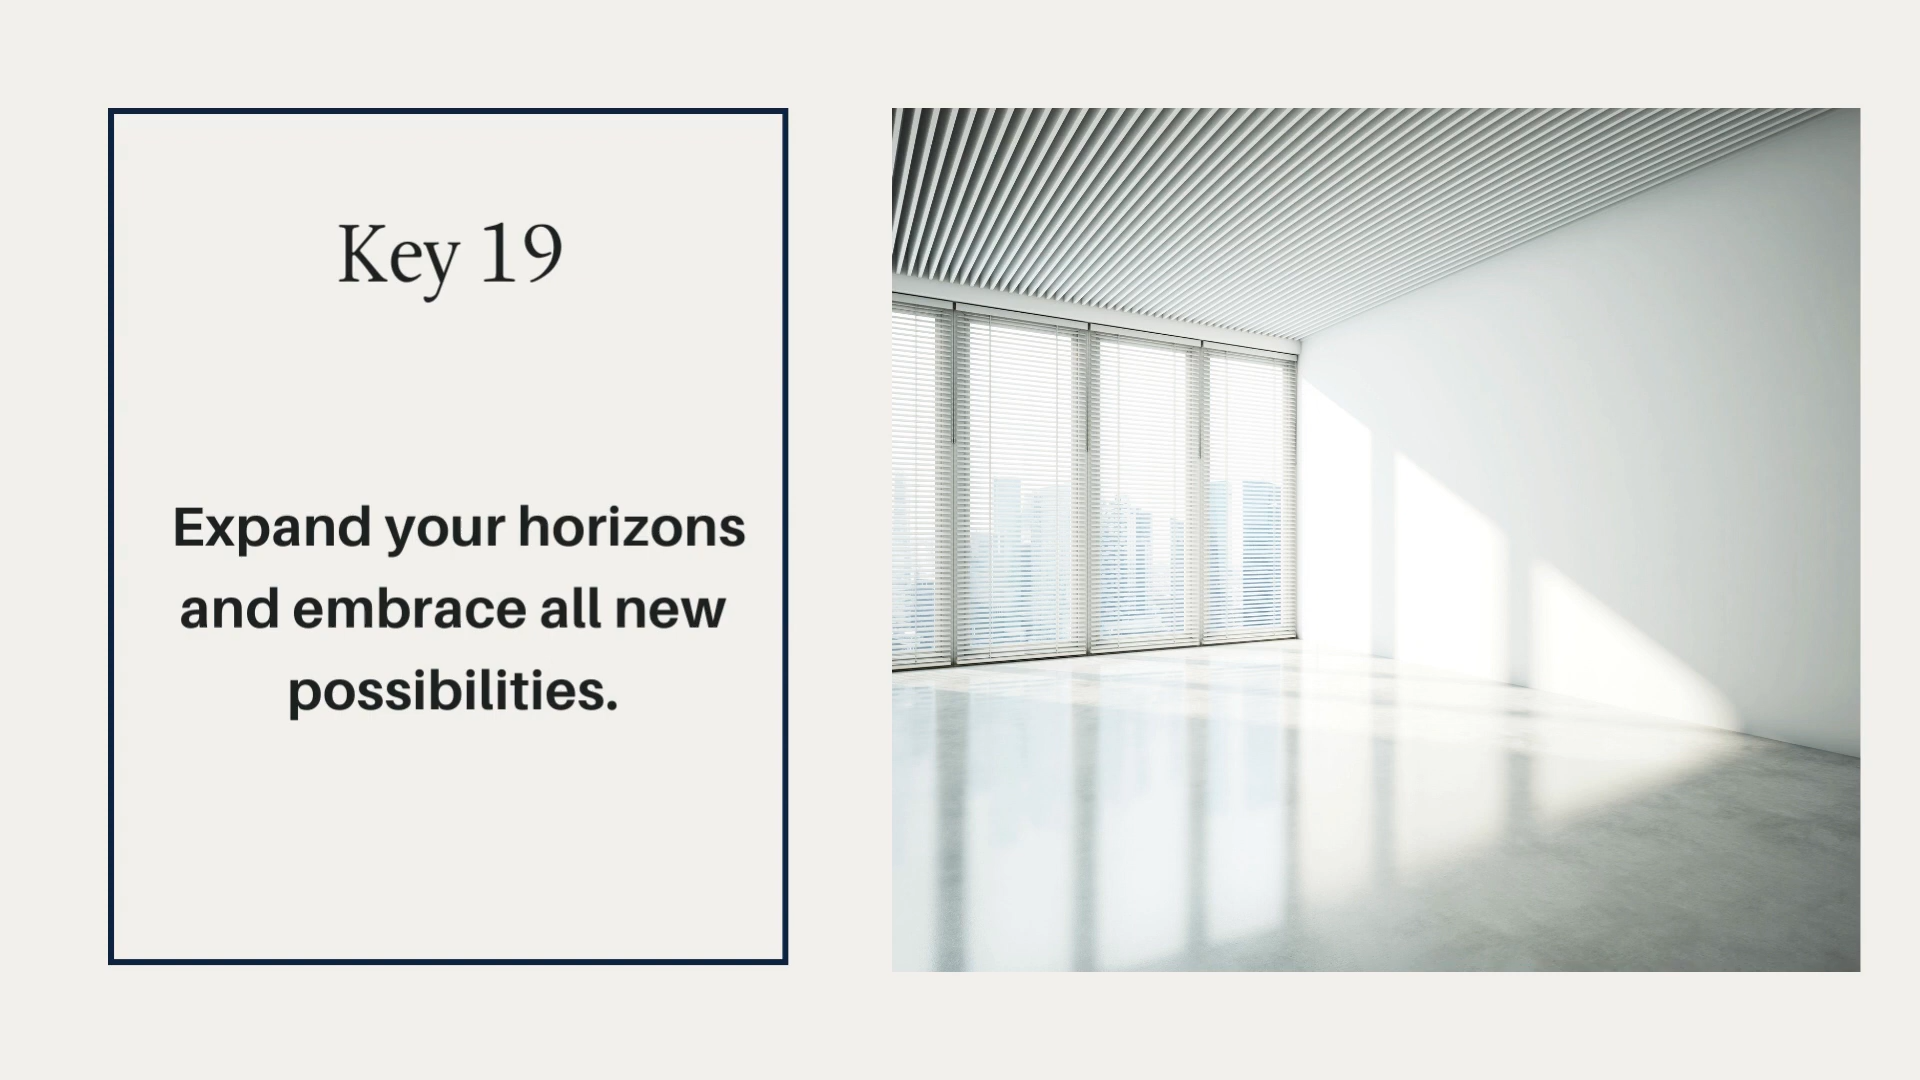 Key 19
Expand your horizons
and embrace all new
possibilities.